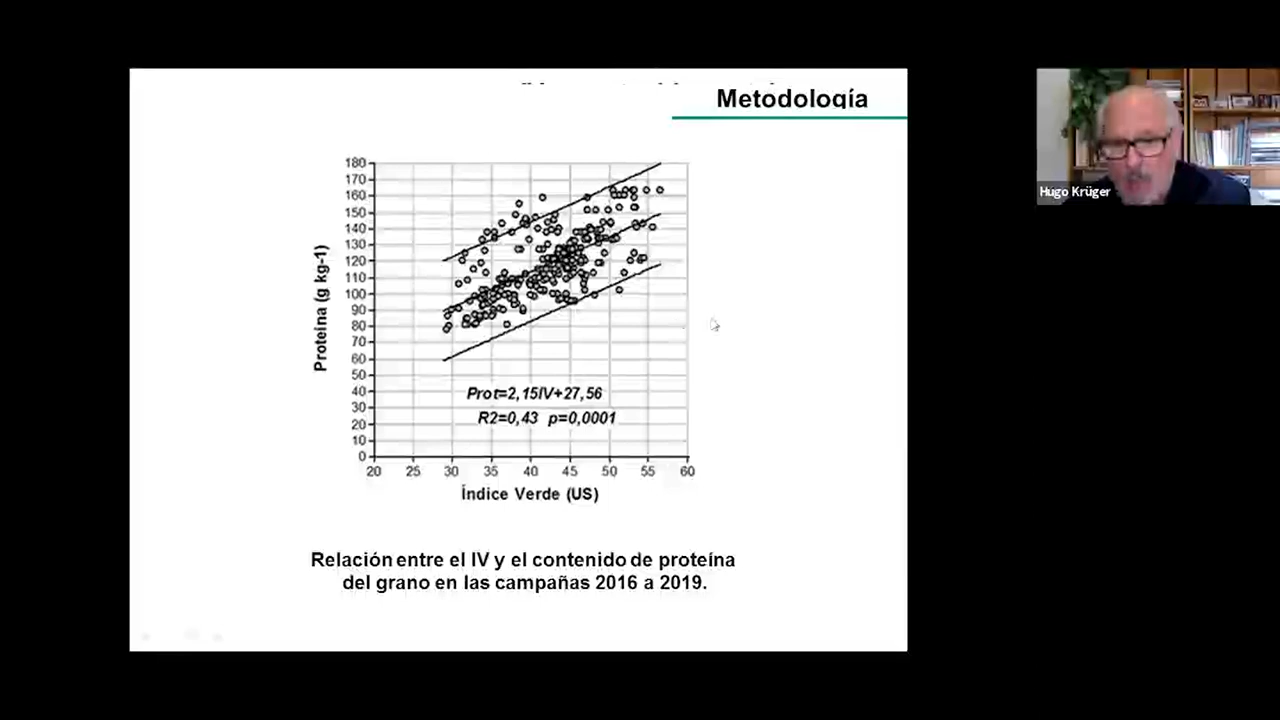 Metodología
180
170
160
150
140
130
120
110
100
90
80
70
60
50
40
30
20
10
0
Proteína (g kg-1)
Prot=2,15IV+27,56
R2=0,43 p=0,0001
20 25 30 35 40 45 50 55 60
Índice Verde (US)
Relación entre el IV y el contenido de proteína
del grano en las campañas 2016 a 2019.
Hugo Krüger